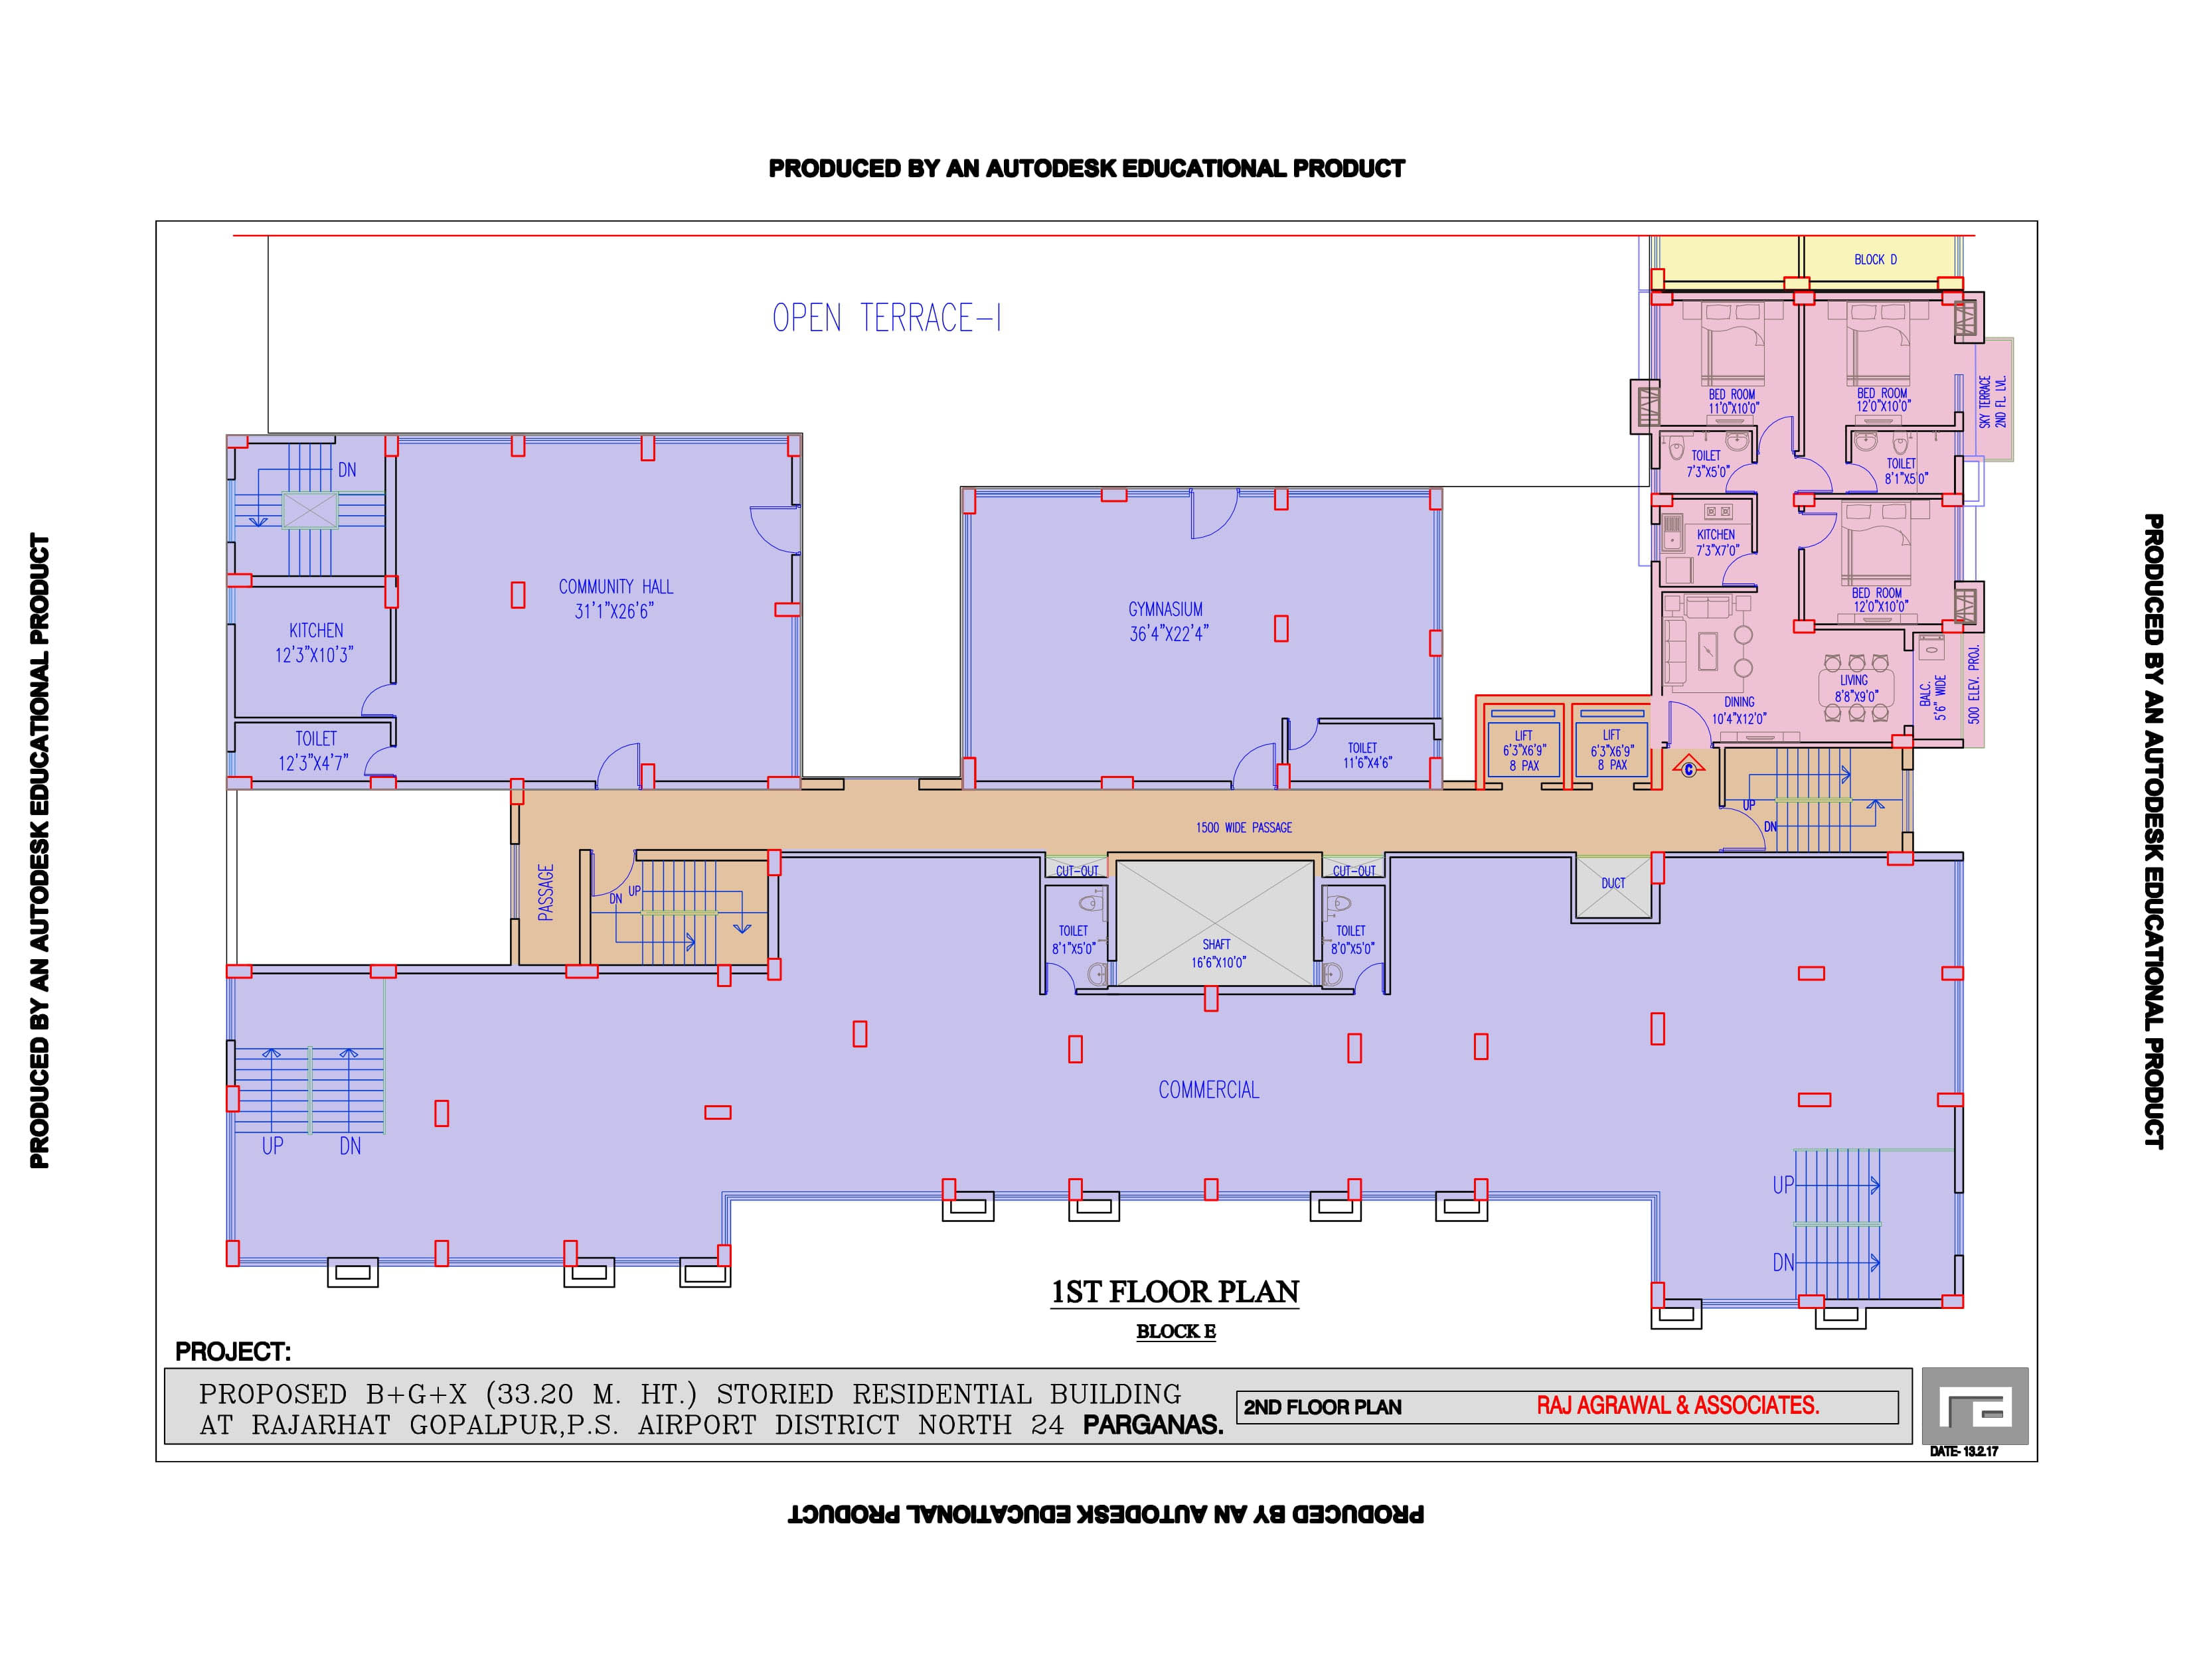 PRODUCED BY AN AUTODESK EDUCATIONAL PRODUCT
PRODUCED BY AN AUTODESK EDUCATIONAL PRODUCT
PRODUCED BY AN AUTODESK EDUCATIONAL PRODUCT
BLOCK D
OPEN TERRACE-I
BED ROOM
11'0"X10'0"
BED ROOM
12'0"X10'0"
SKY TERRACE
2ND FL. LVL.
TOILET
7'3"X5'0"
TOILET
8'1"X5'0"
DN
KITCHEN
7'3"X7'0"
COMMUNITY HALL
31'1"X26'6"
GYMNASIUM
36'4"X22'4"
BED ROOM
12'0"X10'0"
KITCHEN
12'3"X10'3"
LIVING
8'8"X9'0"
BALC.
5'6" WIDE
500 ELEV. PROJ.
DINING
10'4"X12'0"
TOILET
12'3"X4'7"
TOILET
11'6"X4'6"
LIFT
6'3"X6'9"
8 PAX
LIFT
6'3"X6'9"
8 PAX
C
UP
DN
1500 WIDE PASSAGE
PASSAGE
UP
DN
CUT-OUT
CUT-OUT
DUCT
TOILET
8'1"X5'0"
SHAFT
16'6"X10'0"
TOILET
8'0"X5'0"
COMMERCIAL
UP
DN
UP
DN
1ST FLOOR PLAN
BLOCK E
PROJECT:
PROPOSED B+G+X (33.20 M. HT.) STORIED RESIDENTIAL BUILDING
AT RAJARHAT GOPALPUR,P.S. AIRPORT DISTRICT NORTH 24 PARGANAS.
2ND FLOOR PLAN
RAJ AGRAWAL & ASSOCIATES.
DATE- 13.2.17
PRODUCED BY AN AUTODESK EDUCATIONAL PRODUCT